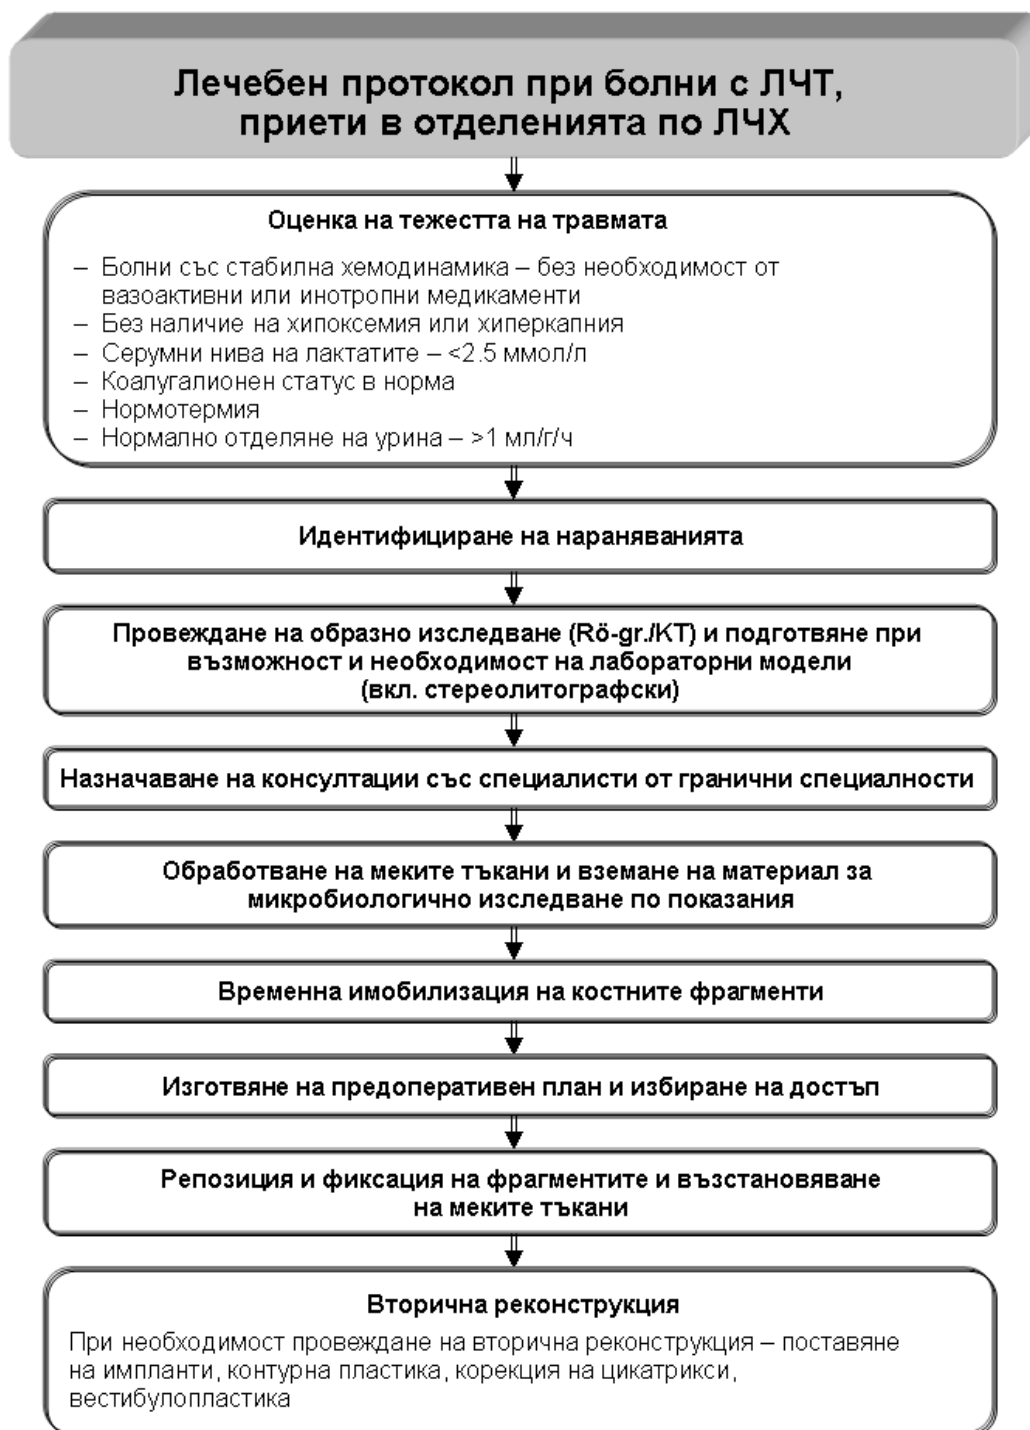 Лечебен протокол при болни с ЛЧТ,
приети в отделенията по ЛЧХ
Оценка на тежестта на травмата
– Болни със стабилна хемодинамика – без необходимост от
вазоактивни или инотропни медикаменти
– Без наличие на хипоксемия или хиперкапния
– Серумни нива на лактатите – <2.5 ммол/л
– Коалугалионен статус в норма
– Нормотермия
– Нормално отделяне на урина – >1 мл/г/ч
Идентифициране на нараняванията
Провеждане на образно изследване (Rö-gr./КТ) и подготвяне при
възможност и необходимост на лабораторни модели
(вкл. стереолитографски)
Назначаване на консултации със специалисти от гранични специалности
Обработване на меките тъкани и вземане на материал за
микробиологично изследване по показания
Временна имобилизация на костните фрагменти
Изготвяне на предоперативен план и избиране на достъп
Репозиция и фиксация на фрагментите и възстановяване
на меките тъкани
Вторична реконструкция
При необходимост провеждане на вторична реконструкция – поставяне
на импланти, контурна пластика, корекция на цикатрикси,
вестибулопластика